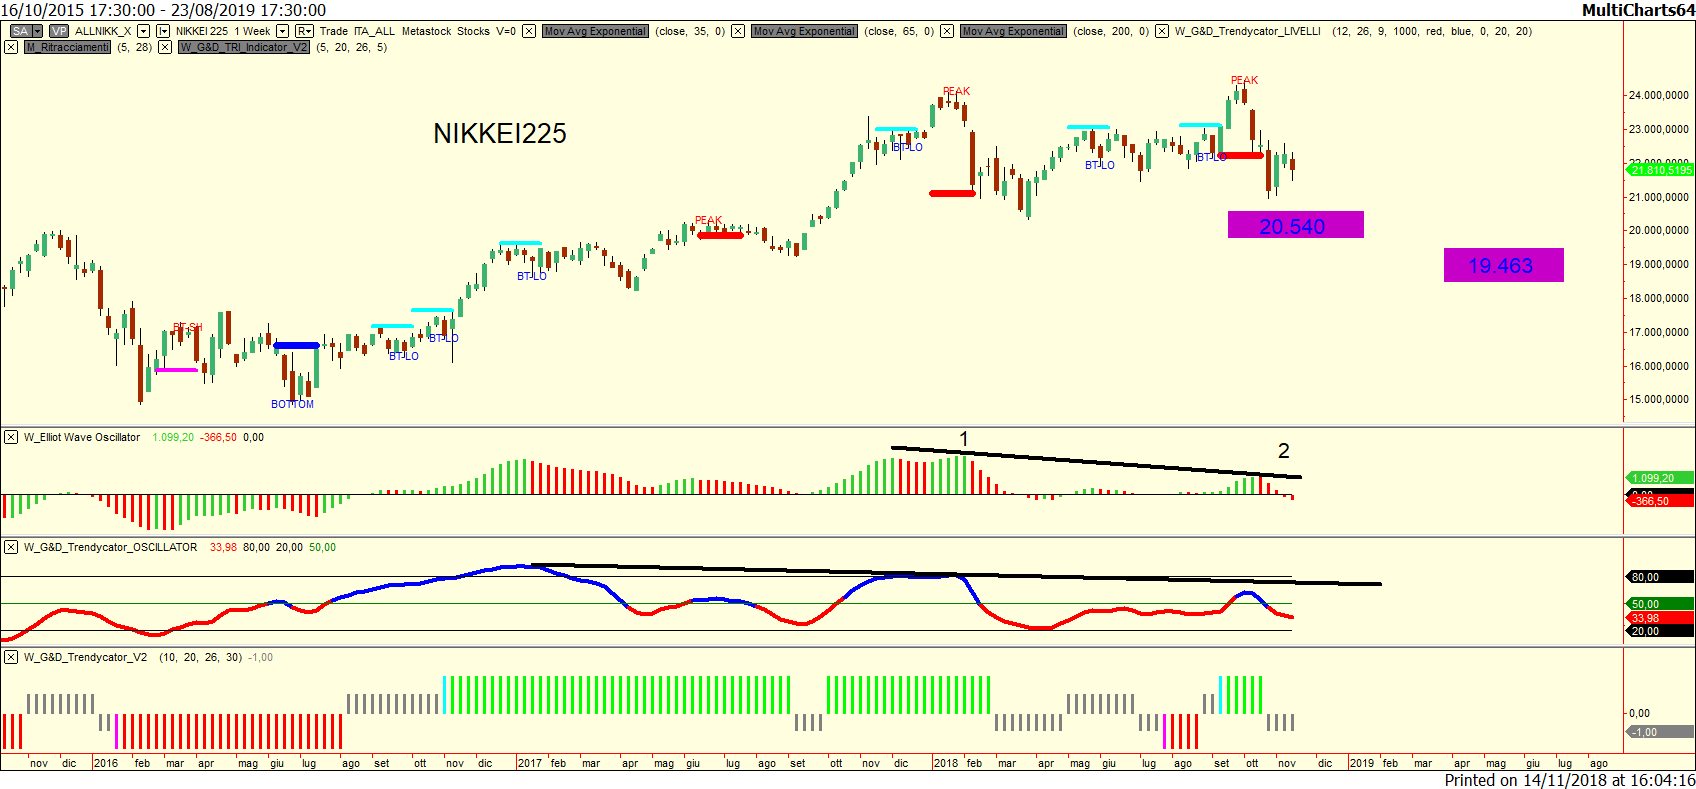 16/10/2015 17:30:00 - 23/08/2019 17:30:00 MultiCharts64
SA VP ALLNIKK_X NIKKEI 225 1 Week R Trade ITA_ALL Metastock Stocks V=0 Mov Avg Exponential (close, 35, 0) Mov Avg Exponential (close, 65, 0) Mov Avg Exponential (close, 200, 0) W_G&D_Trendycator_LIVELLI (12, 26, 9, 1000, red, blue, 0, 20, 20)
M_Ritracciamenti (5, 28) W_G&D_TRI_Indicator_V2 (5, 20, 26, 5)
PEAK
PEAK
24.000,0000
NIKKEI225
23.000,0000
BT-LO
BT-LO
BT-LO
22.000,0000
21.810,5195
21.000,0000
PEAK
20.540
20.000,0000
19.463
19.000,0000
BT-LO
18.000,0000
BT-SH
17.000,0000
BT-LO
BT-LO
16.000,0000
BOTTOM
15.000,0000
W_Elliot Wave Oscillator 1.099,20 -366,50 0,00
1
2
1.099,20
0,00
-366,50
W_G&D_Trendycator_OSCILLATOR 33,98 80,00 20,00 50,00
80,00
50,00
33,98
20,00
W_G&D_Trendycator_V2 (10, 20, 26, 30) -1,00
0,00
-1,00
nov dic 2016 feb mar apr mag giu lug ago set ott nov dic 2017 feb mar apr mag giu lug ago set ott nov dic 2018 feb mar apr mag giu lug ago set ott nov dic 2019 feb mar apr mag giu lug ago
Printed on 14/11/2018 at 16:04:16